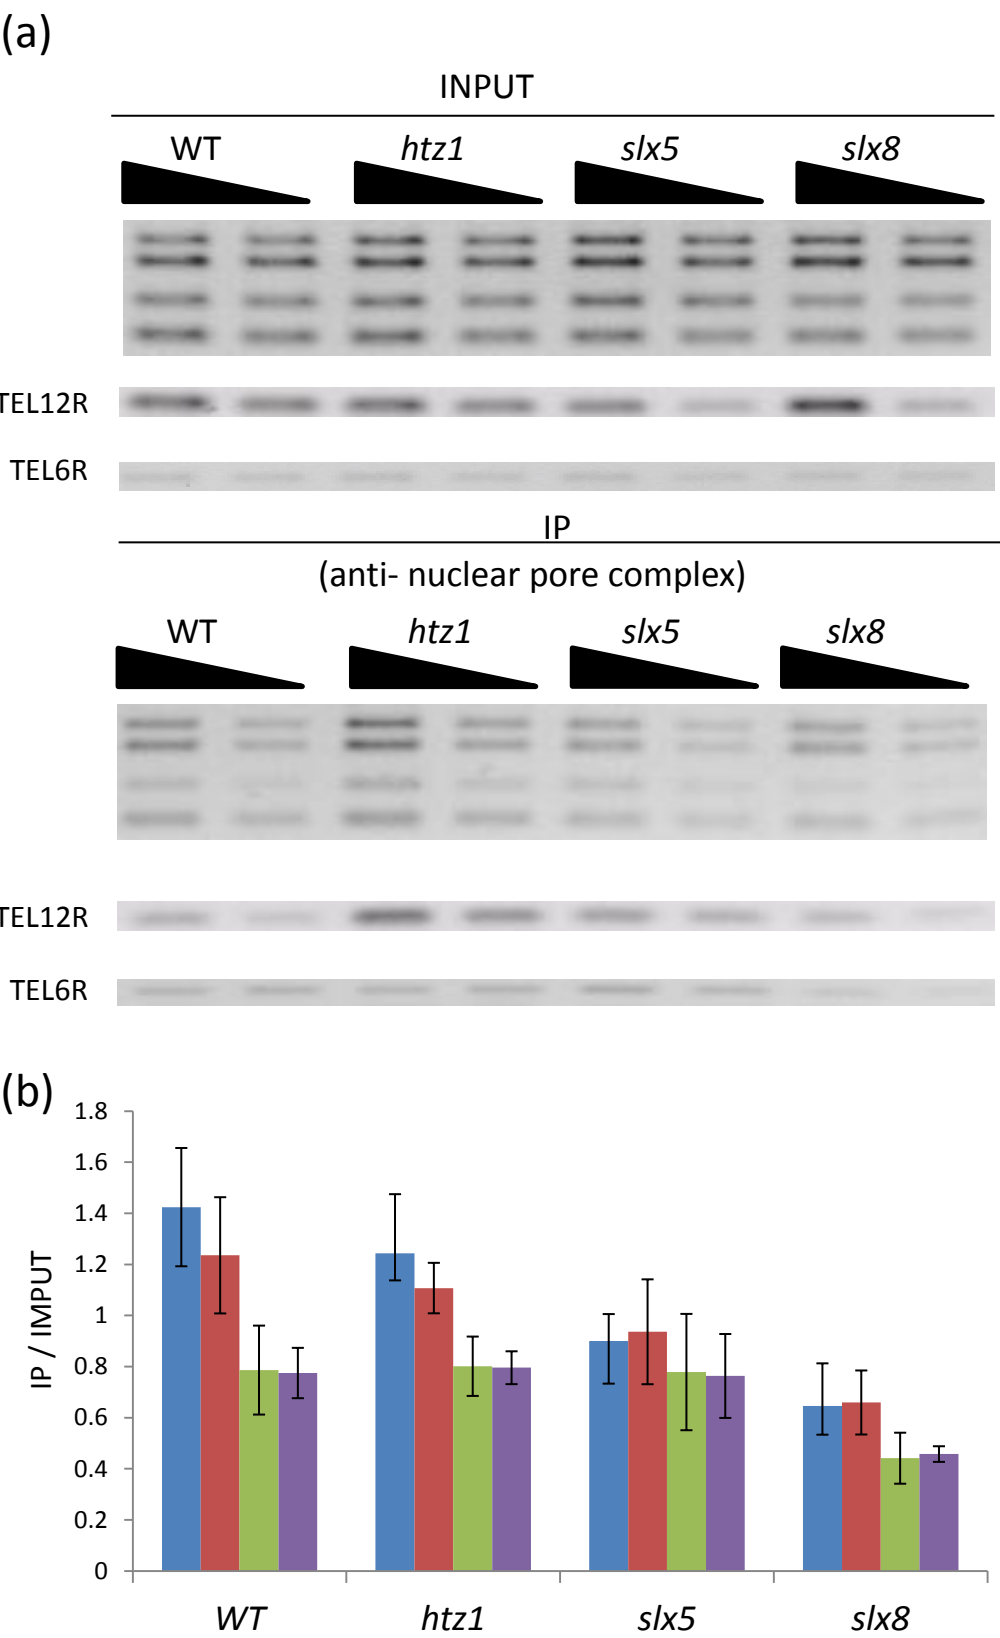 (a)
INPUT
WT htz1 slx5 slx8
TEL12R
TEL6R
IP
(anti- nuclear pore complex)
WT htz1 slx5 slx8
TEL12R
TEL6R
(b)
IP / IMPUT
1.8
1.6
1.4
1.2
1
0.8
0.6
0.4
0.2
0
WT htz1 slx5 slx8